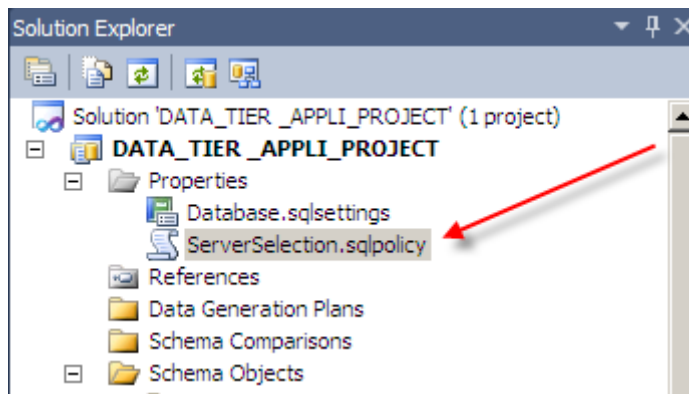 Solution Explorer
Solution 'DATA_TIER _APPLI_PROJECT' (1 project)
DATA_TIER _APPLI_PROJECT
Properties
Database.sqlsettings
ServerSelection.sqlpolicy
References
Data Generation Plans
Schema Comparisons
Schema Objects